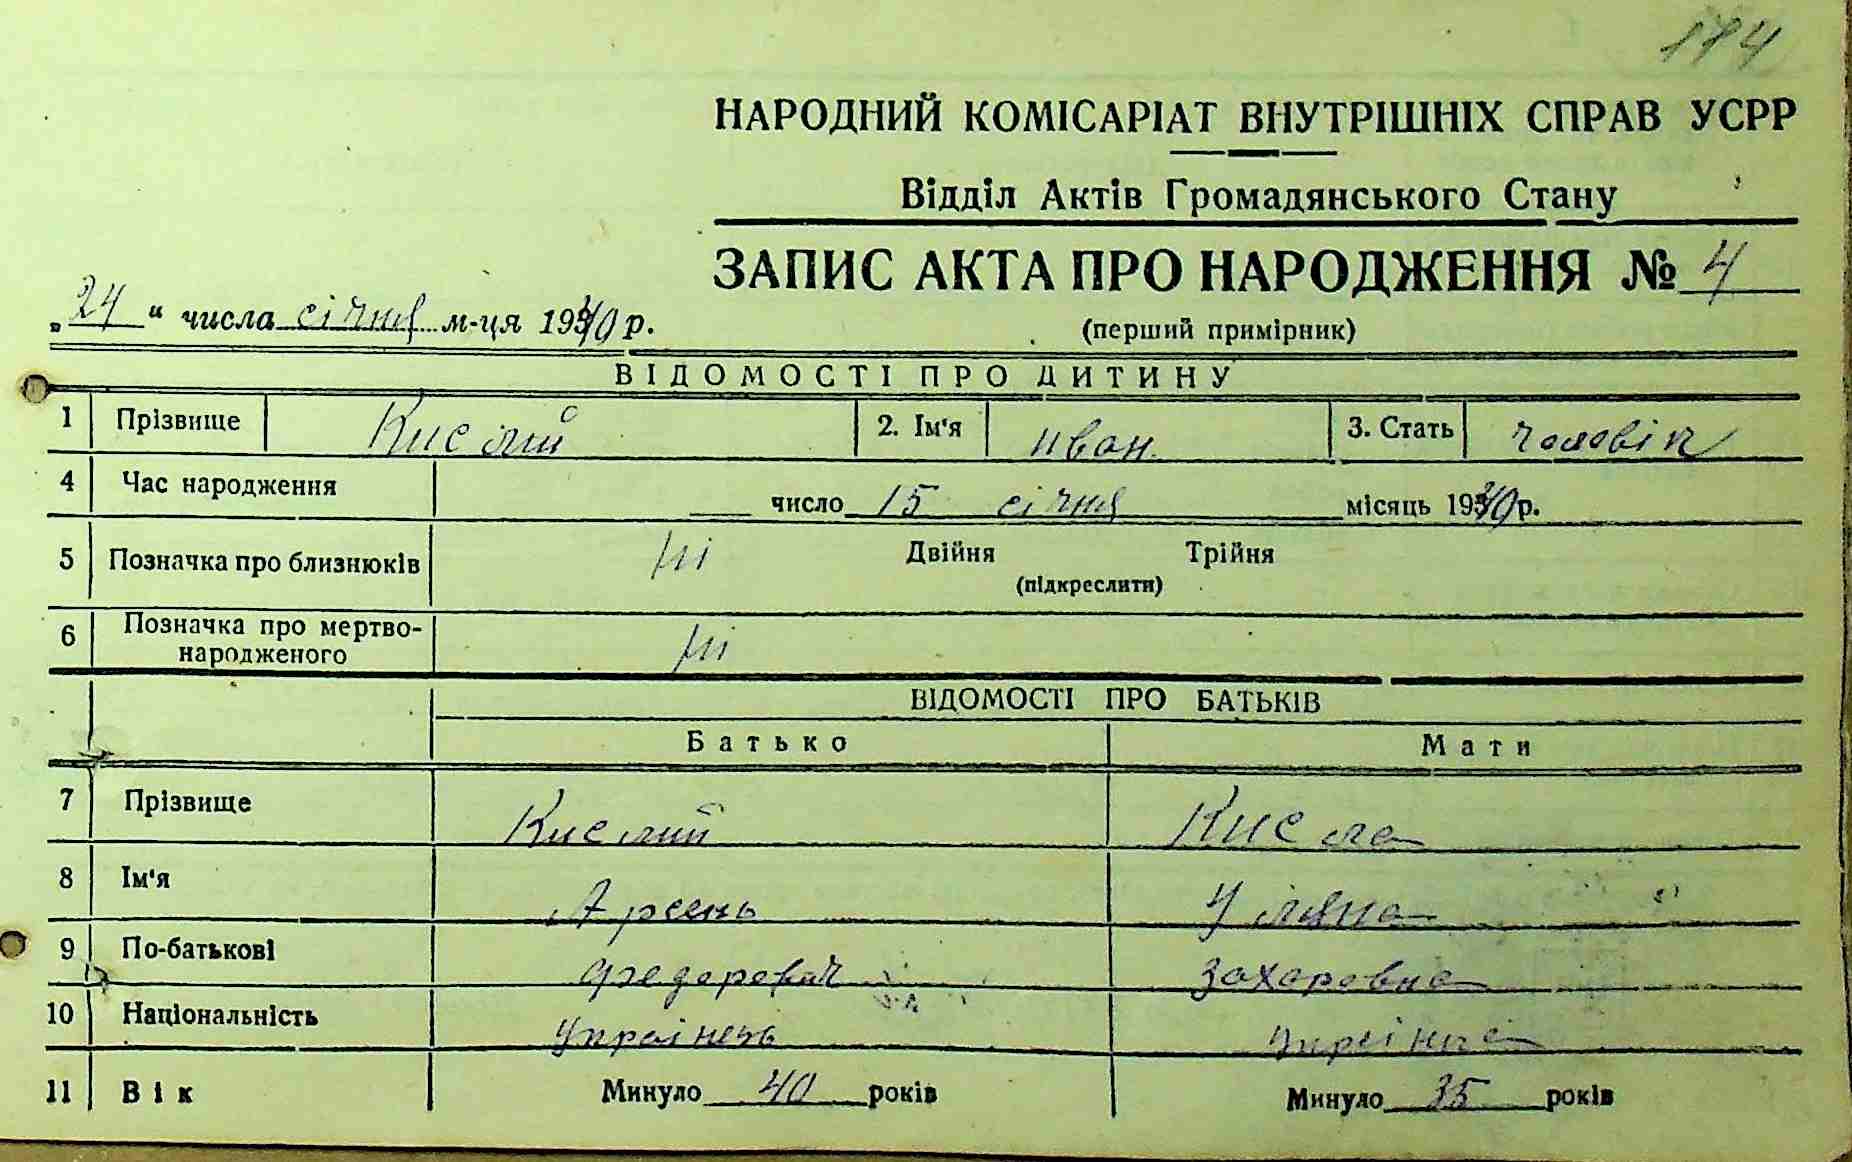 174
НАРОДНИЙ КОМІСАРІАТ ВНУТРІШНІХ СПРАВ УСРР
Відділ Актів Громадянського Стану
ЗАПИС АКТА ПРО НАРОДЖЕННЯ № 4
„24“ числа січня м-ця 1940 р.
(перший примірник)
ВІДОМОСТІ ПРО ДИТИНУ
1 Прізвище Кислий 2. Ім'я иван 3. Стать чоловік
4 Час народження число 15 січня місяць 1940 р.
5 Позначка про близнюків ні Двійня Трійня
(підкреслити)
6 Позначка про мертво-
народженого ні
ВІДОМОСТІ ПРО БАТЬКІВ
Батько Мати
7 Прізвище Кислий Кисла
8 Ім'я Арсень Уляна
9 По-батькові Федорович Захаровна
10 Національність Українець
11 Вік Минуло 40 років Минуло 35 років